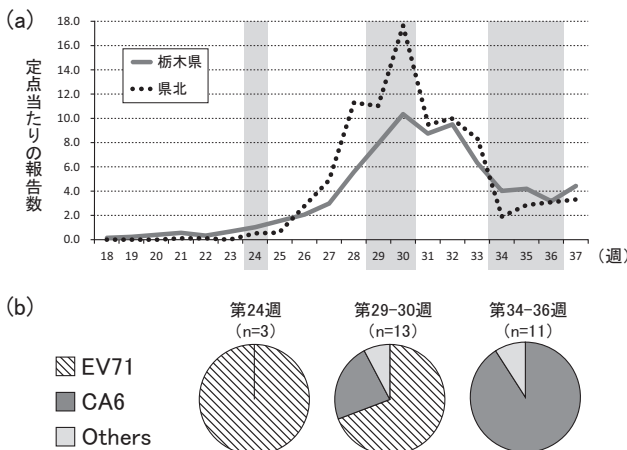 (a)
定点当たりの報告数
18.0
16.0
14.0
12.0
10.0
8.0
6.0
4.0
2.0
0.0
栃木県
県北
18 19 20 21 22 23 24 25 26 27 28 29 30 31 32 33 34 35 36 37 (週)
(b)
第24週 第29-30週 第34-36週
(n=3) (n=13) (n=11)
EV71
CA6
Others